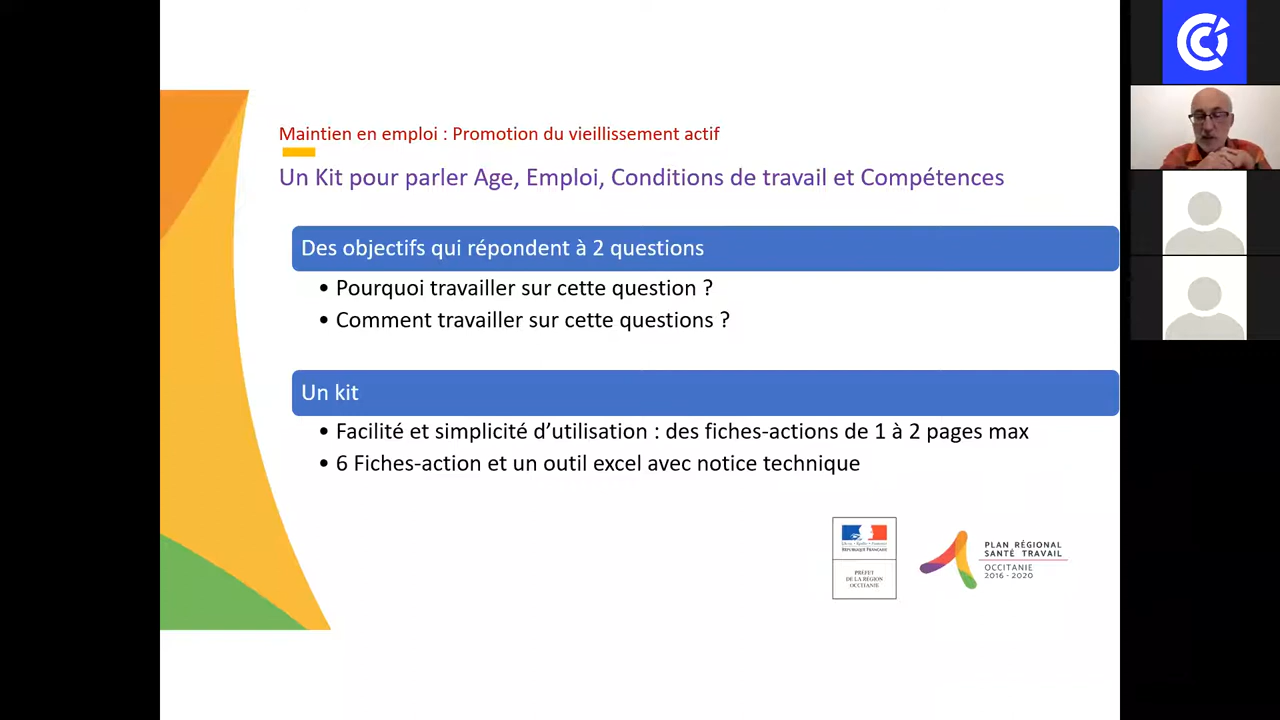 Maintien en emploi : Promotion du vieillissement actif
Un Kit pour parler Age, Emploi, Conditions de travail et Compétences
Des objectifs qui répondent à 2 questions
• Pourquoi travailler sur cette question ?
• Comment travailler sur cette questions ?
Un kit
• Facilité et simplicité d’utilisation : des fiches-actions de 1 à 2 pages max
• 6 Fiches-action et un outil excel avec notice technique
Liberté • Égalité • Fraternité
RÉPUBLIQUE FRANÇAISE
PRÉFET
DE LA RÉGION
OCCITANIE
PLAN RÉGIONAL
SANTÉ TRAVAIL
OCCITANIE
2016 - 2020